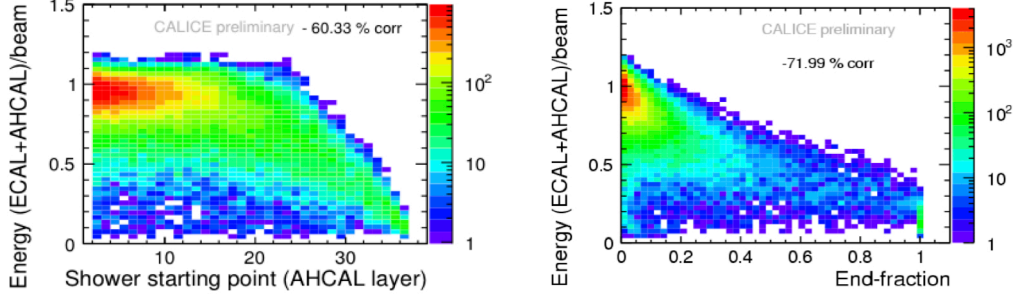 CALICE preliminary - 60.33 % corr
Energy (ECAL+AHCAL)/beam
1.5
1
0.5
0
10 20 30
Shower starting point (AHCAL layer)
10²
10
1
CALICE preliminary
-71.99 % corr
Energy (ECAL+AHCAL)/beam
1.5
1
0.5
0
0 0.2 0.4 0.6 0.8 1
End-fraction
10³
10²
10
1